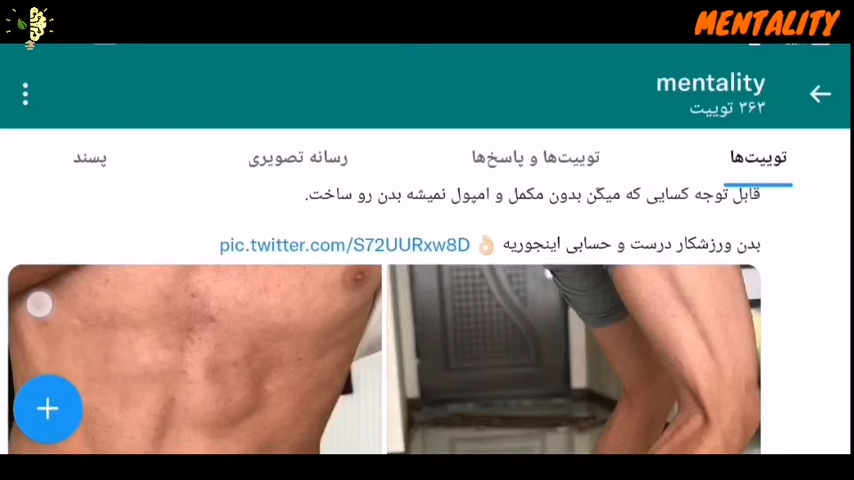 MENTALITY
mentality
۳۶۳ توییت
توییت‌ها
توییت‌ها و پاسخ‌ها
رسانه تصویری
پسند
قابل توجه کسایی که میگن بدون مکمل و امپول نمیشه بدن رو ساخت.
بدن ورزشکار درست و حسابی اینجوریه 👌🏻 pic.twitter.com/S72UURxw8D